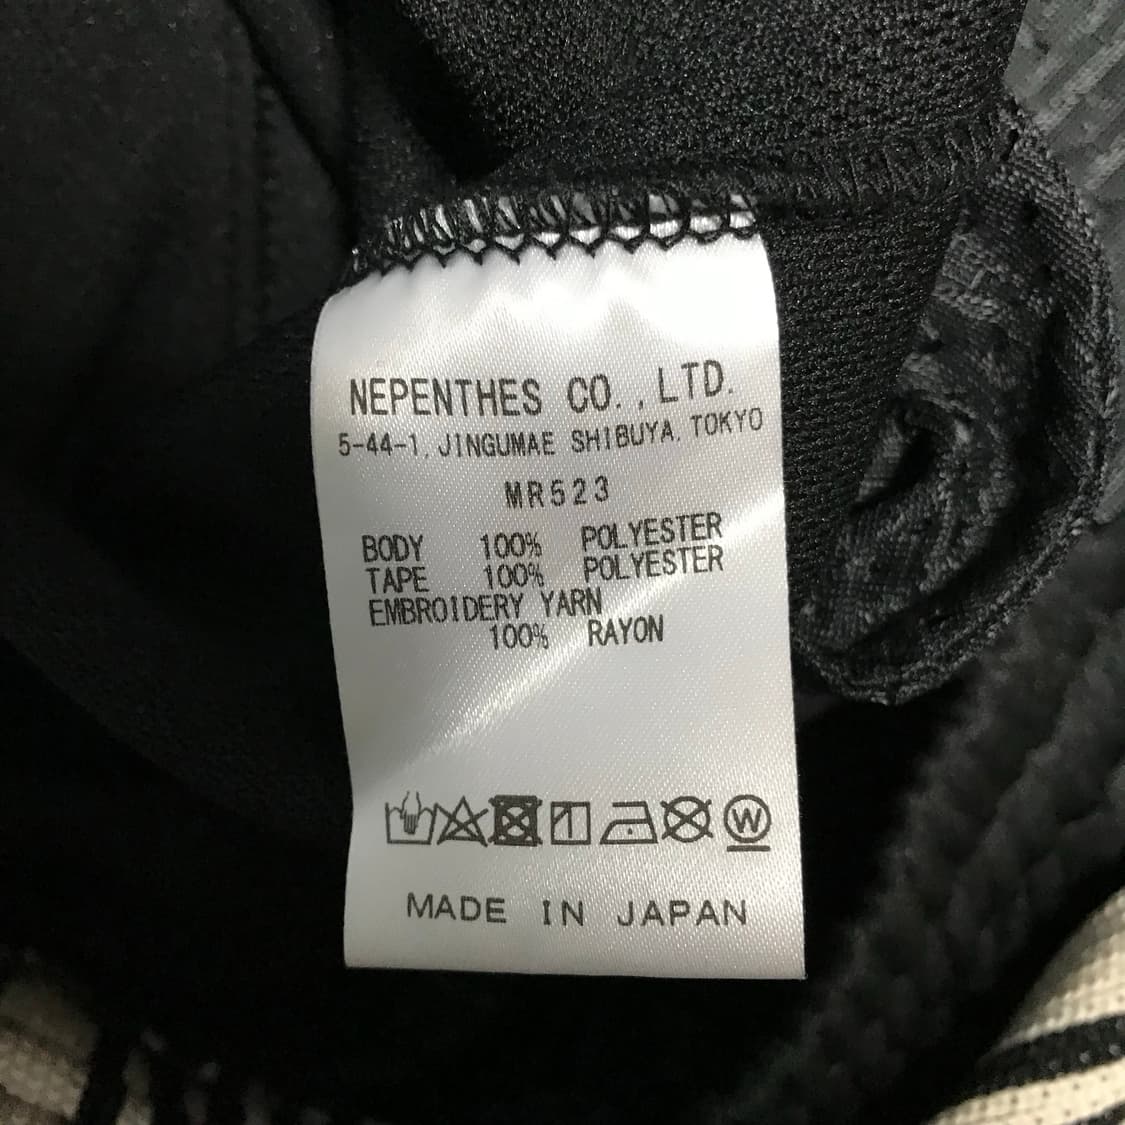 NEPENTHES CO., LTD.
5-44-1, JINGUMAE SHIBUYA, TOKYO
MR523
BODY 100% POLYESTER
TAPE 100% POLYESTER
EMBROIDERY YARN
100% RAYON
W
MADE IN JAPAN